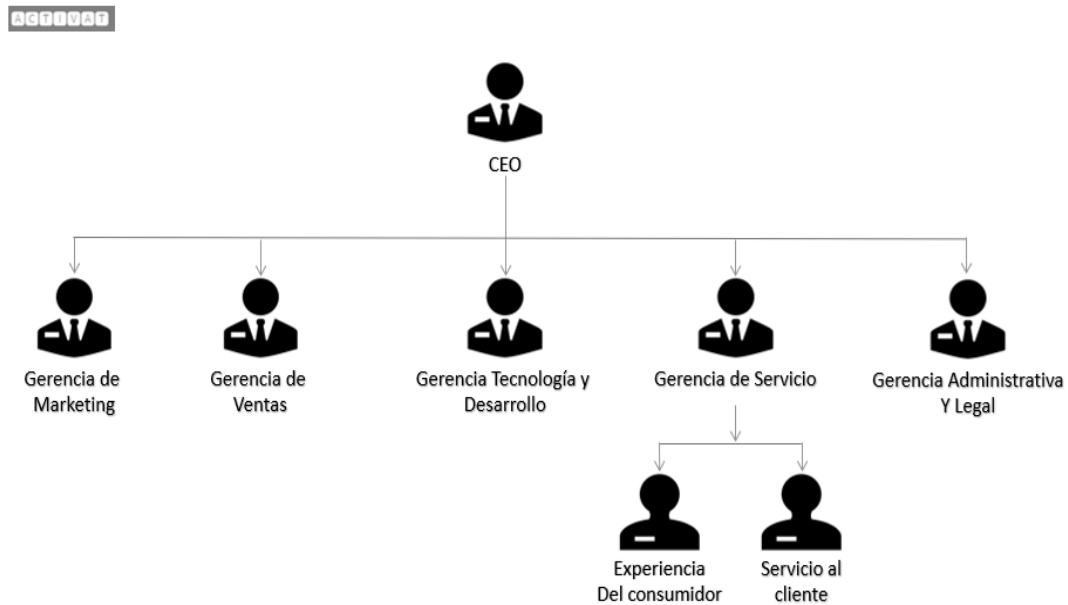 ACTIVAT
CEO
Gerencia de
Marketing
Gerencia de
Ventas
Gerencia Tecnología y
Desarrollo
Gerencia de Servicio
Gerencia Administrativa
Y Legal
Experiencia
Del consumidor
Servicio al
cliente